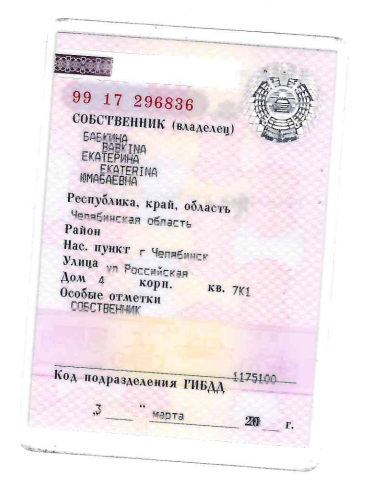 99 17 296836
СОБСТВЕННИК (владелец)
БАБКИНА
BABKINA
ЕКАТЕРИНА
EKATERINA
ЮМАБАЕВНА
Республика, край, область
Челябинская область
Район
Нас. пункт г Челябинск
Улица ул Российская
Дом 4 корп. кв. 7К1
Особые отметки
СОБСТВЕННИК
1175100
Код подразделения ГИБДД
„3 “ марта 20 г.